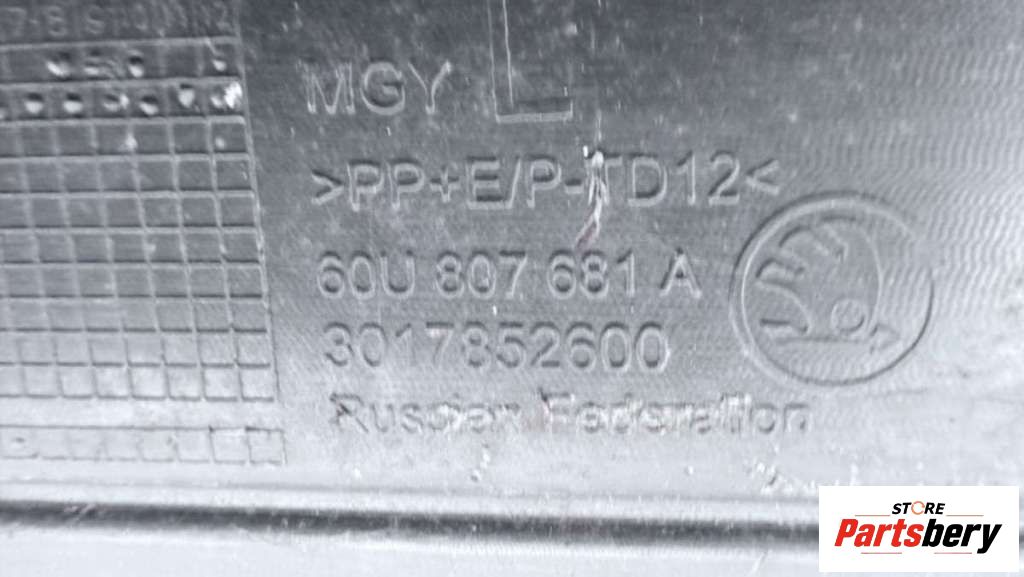 MGY
>PP+E/P-TD12<
60U 807 681 A
3017852600
Russian Federation
STORE
Partsbery